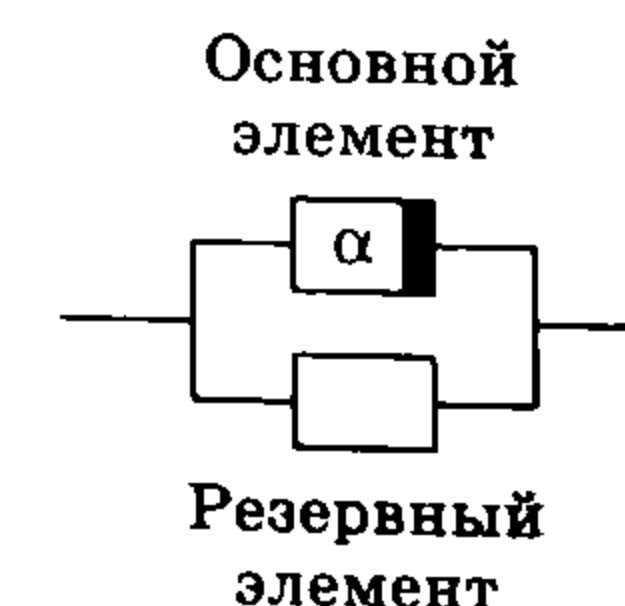 Основной
элемент
α
Резервный
элемент